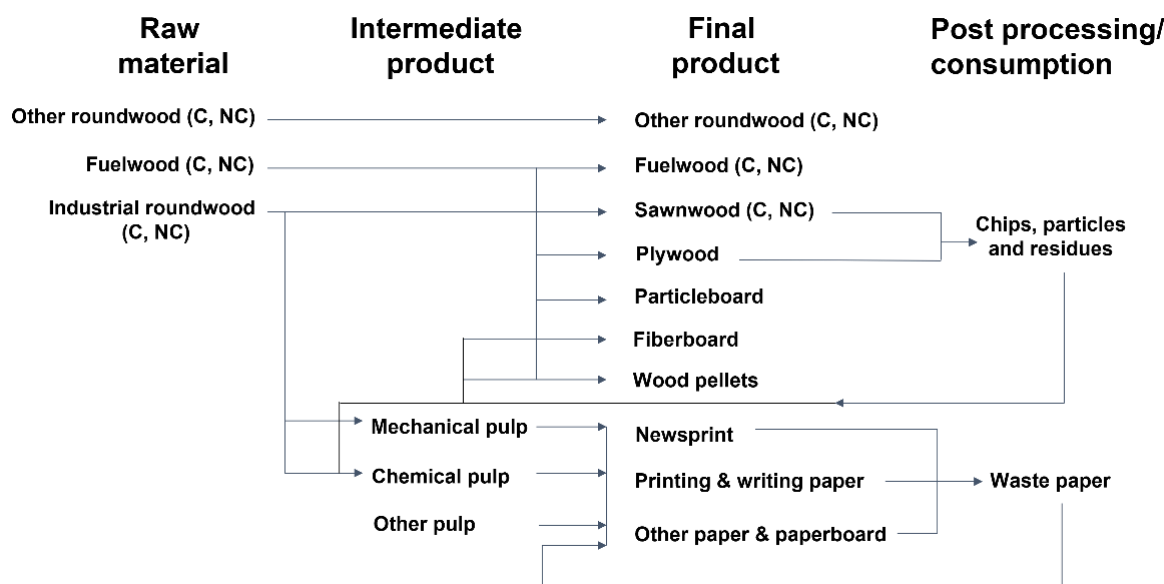 Raw
material
Intermediate
product
Final
product
Post processing/
consumption
Other roundwood (C, NC)
Other roundwood (C, NC)
Fuelwood (C, NC)
Fuelwood (C, NC)
Industrial roundwood
(C, NC)
Sawnwood (C, NC)
Chips, particles
and residues
Plywood
Particleboard
Fiberboard
Wood pellets
Mechanical pulp
Newsprint
Chemical pulp
Printing & writing paper
Waste paper
Other pulp
Other paper & paperboard